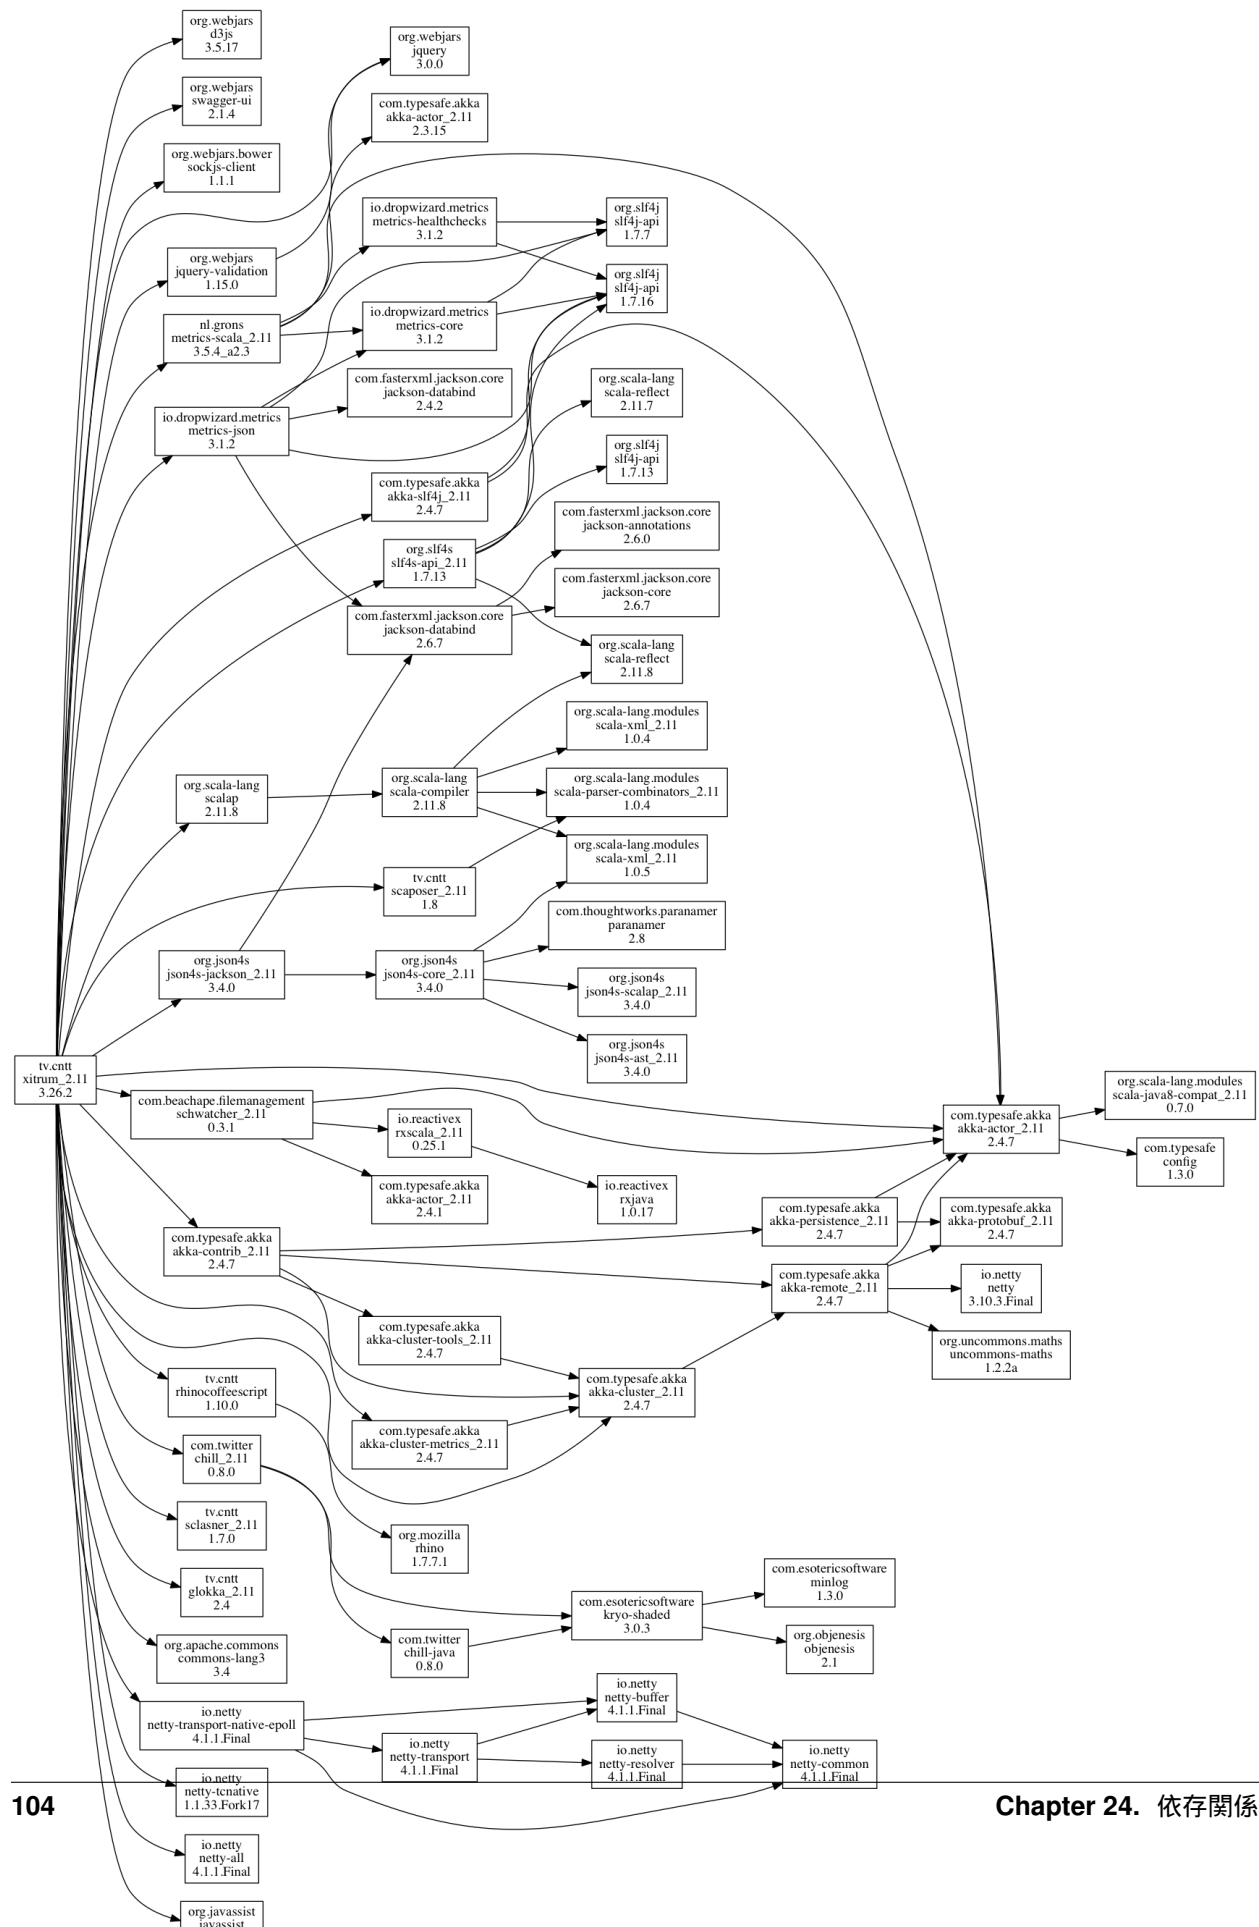 org.webjars
d3js
3.5.17
org.webjars
jquery
3.0.0
org.webjars
swagger-ui
2.1.4
com.typesafe.akka
akka-actor_2.11
2.3.15
org.webjars.bower
sockjs-client
1.1.1
io.dropwizard.metrics
metrics-healthchecks
3.1.2
org.slf4j
slf4j-api
1.7.7
org.webjars
jquery-validation
1.15.0
org.slf4j
slf4j-api
1.7.16
nl.grons
metrics-scala_2.11
3.5.4_a2.3
io.dropwizard.metrics
metrics-core
3.1.2
com.fasterxml.jackson.core
jackson-databind
2.4.2
org.scala-lang
scala-reflect
2.11.7
io.dropwizard.metrics
metrics-json
3.1.2
org.slf4j
slf4j-api
1.7.13
com.typesafe.akka
akka-slf4j_2.11
2.4.7
com.fasterxml.jackson.core
jackson-annotations
2.6.0
org.slf4s
slf4s-api_2.11
1.7.13
com.fasterxml.jackson.core
jackson-core
2.6.7
com.fasterxml.jackson.core
jackson-databind
2.6.7
org.scala-lang
scala-reflect
2.11.8
org.scala-lang.modules
scala-xml_2.11
1.0.4
org.scala-lang
scalap
2.11.8
org.scala-lang
scala-compiler
2.11.8
org.scala-lang.modules
scala-parser-combinators_2.11
1.0.4
org.scala-lang.modules
scala-xml_2.11
1.0.5
tv.cntt
scaposer_2.11
1.8
com.thoughtworks.paranamer
paranamer
2.8
org.json4s
json4s-jackson_2.11
3.4.0
org.json4s
json4s-core_2.11
3.4.0
org.json4s
json4s-scalap_2.11
3.4.0
org.json4s
json4s-ast_2.11
3.4.0
tv.cntt
xitrum_2.11
3.26.2
com.beachape.filemanagement
schwatcher_2.11
0.3.1
io.reactivex
rxscala_2.11
0.25.1
com.typesafe.akka
akka-actor_2.11
2.4.7
org.scala-lang.modules
scala-java8-compat_2.11
0.7.0
com.typesafe
config
1.3.0
com.typesafe.akka
akka-actor_2.11
2.4.1
io.reactivex
rxjava
1.0.17
com.typesafe.akka
akka-persistence_2.11
2.4.7
com.typesafe.akka
akka-protobuf_2.11
2.4.7
com.typesafe.akka
akka-contrib_2.11
2.4.7
com.typesafe.akka
akka-remote_2.11
2.4.7
io.netty
netty
3.10.3.Final
com.typesafe.akka
akka-cluster-tools_2.11
2.4.7
org.uncommons.maths
uncommons-maths
1.2.2a
tv.cntt
rhinocoffeescript
1.10.0
com.typesafe.akka
akka-cluster_2.11
2.4.7
com.typesafe.akka
akka-cluster-metrics_2.11
2.4.7
com.twitter
chill_2.11
0.8.0
tv.cntt
sclasner_2.11
1.7.0
org.mozilla
rhino
1.7.7.1
tv.cntt
glokka_2.11
2.4
com.esotericsoftware
kryo-shaded
3.0.3
com.esotericsoftware
minlog
1.3.0
org.apache.commons
commons-lang3
3.4
com.twitter
chill-java
0.8.0
org.objenesis
objenesis
2.1
io.netty
netty-transport-native-epoll
4.1.1.Final
io.netty
netty-buffer
4.1.1.Final
io.netty
netty-transport
4.1.1.Final
io.netty
netty-resolver
4.1.1.Final
io.netty
netty-common
4.1.1.Final
io.netty
netty-tcnative
1.1.33.Fork17
104
Chapter 24. 依存関係
io.netty
netty-all
4.1.1.Final
org.javassist
javassist